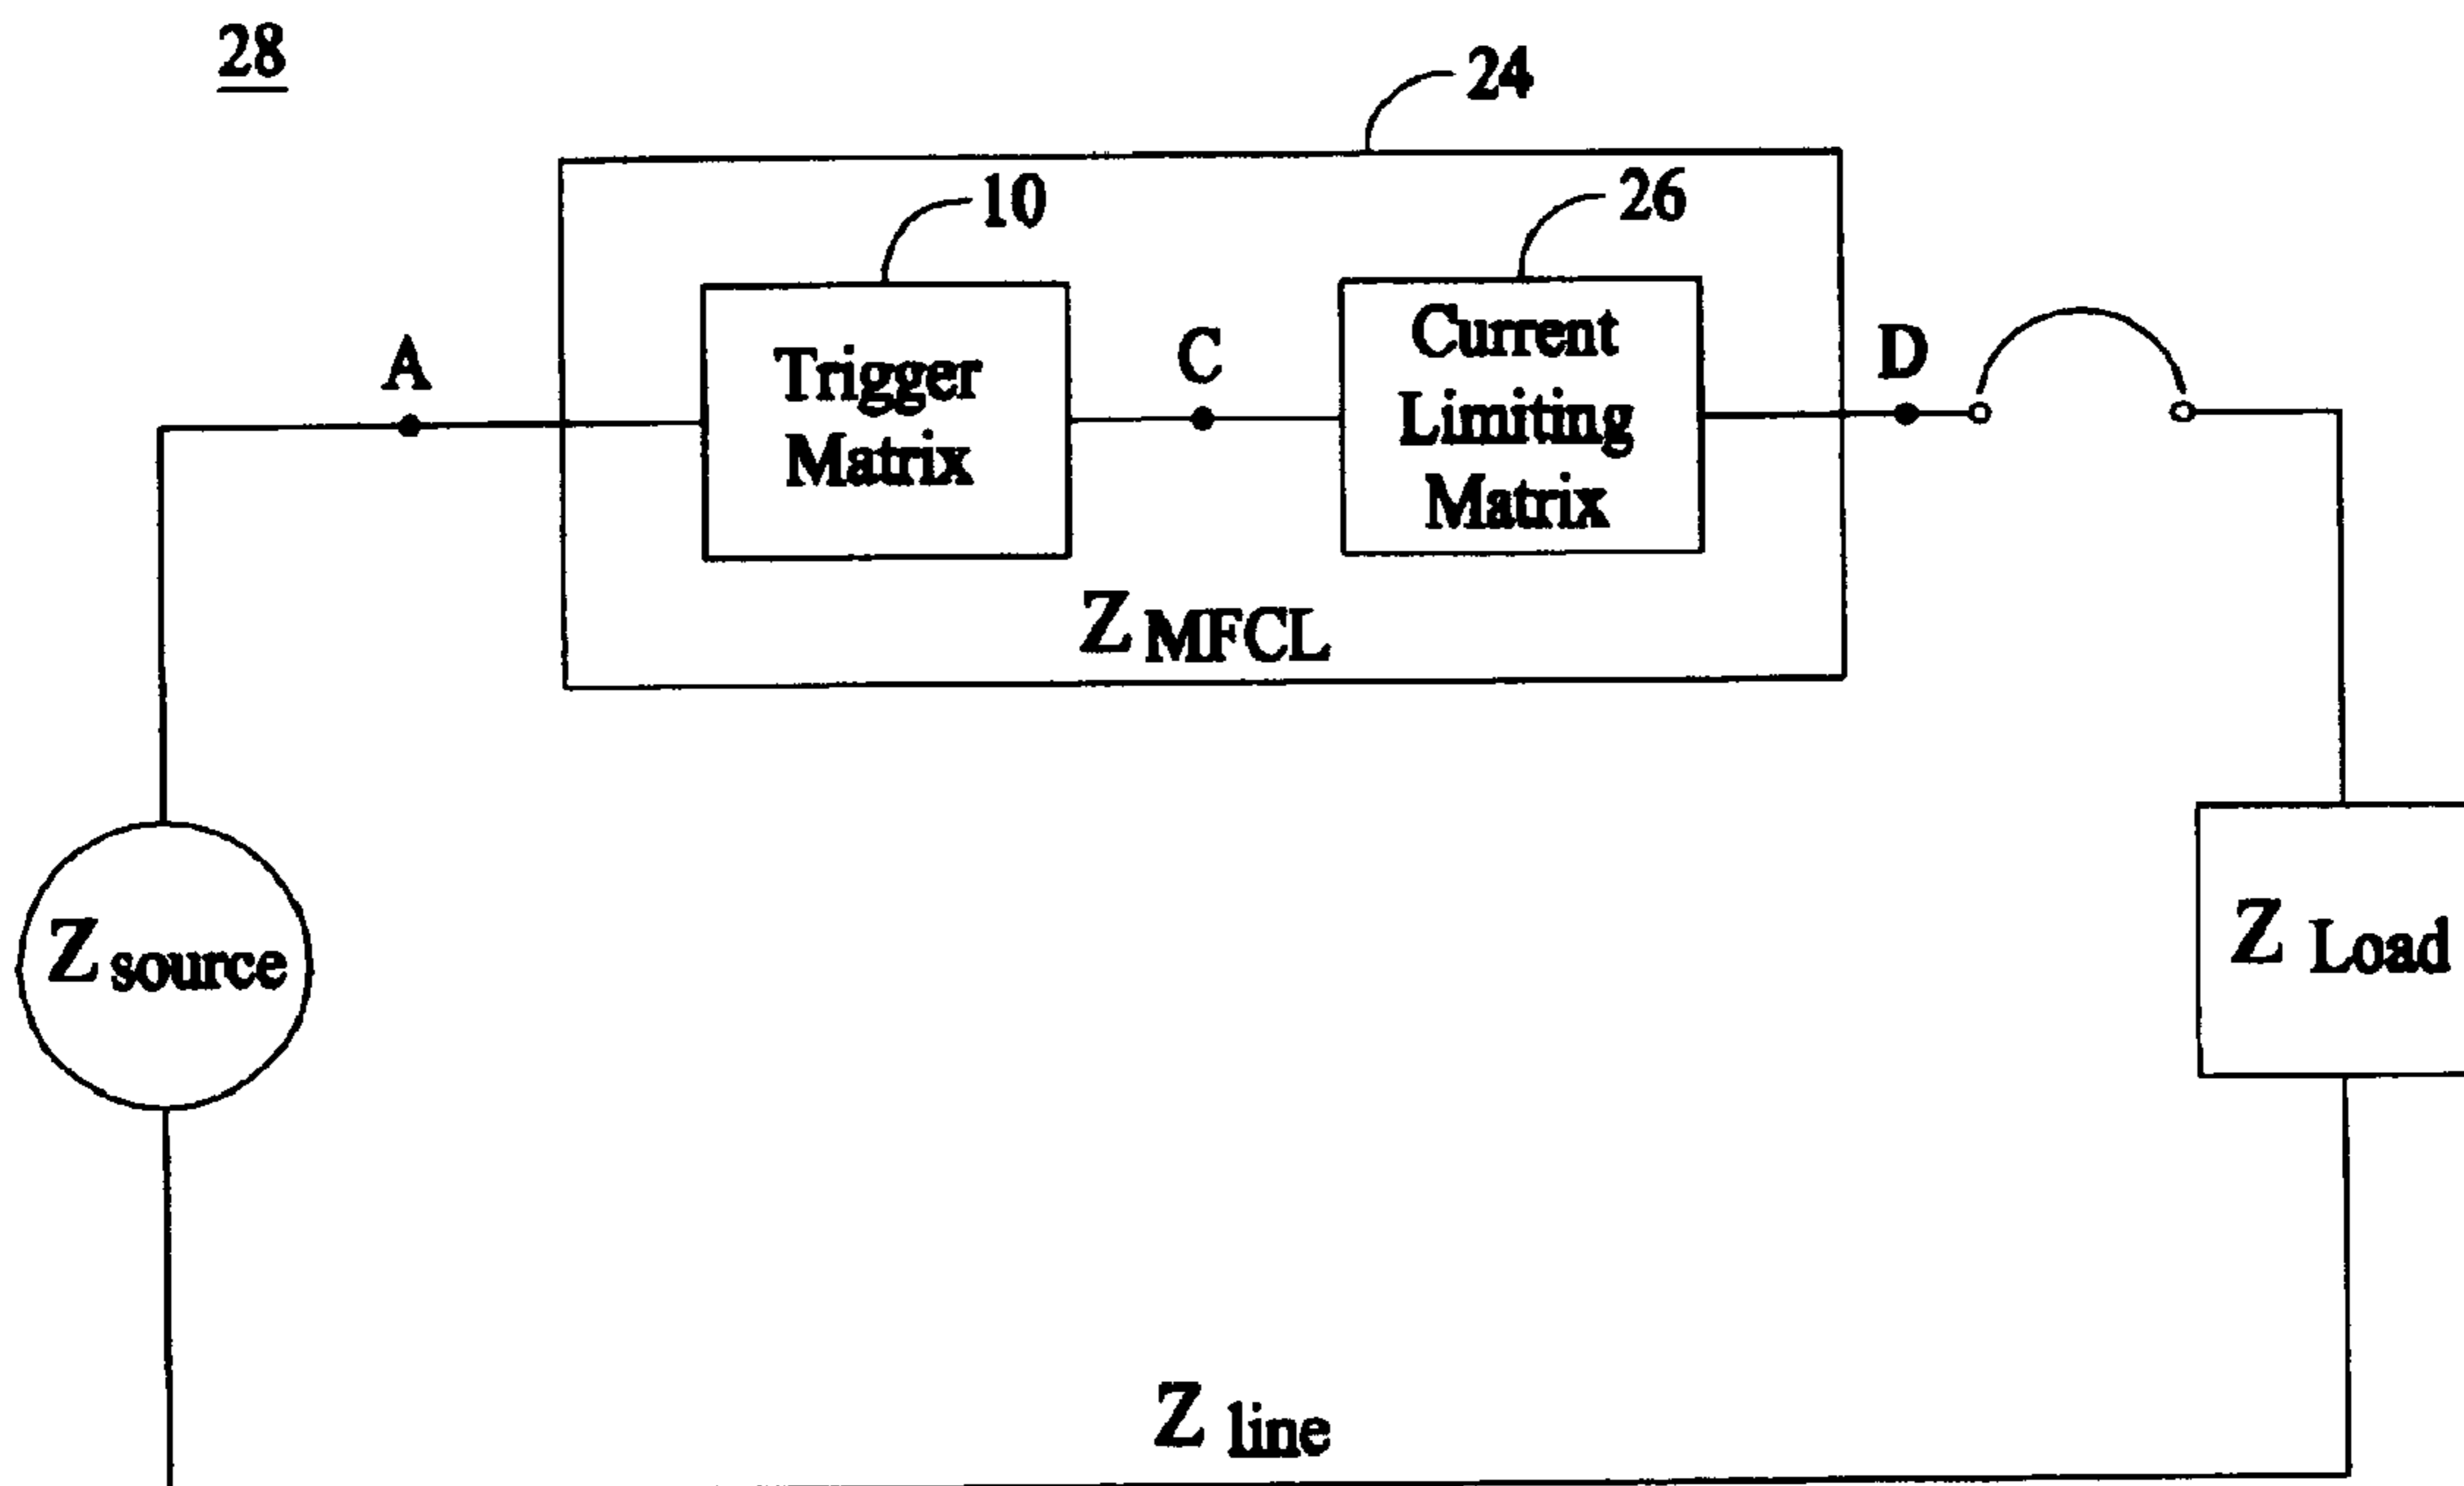 28
24
10
26
A
Trigger
Matrix
C
Current
Limiting
Matrix
D
Z MFCL
Z source
Z Load
Z line